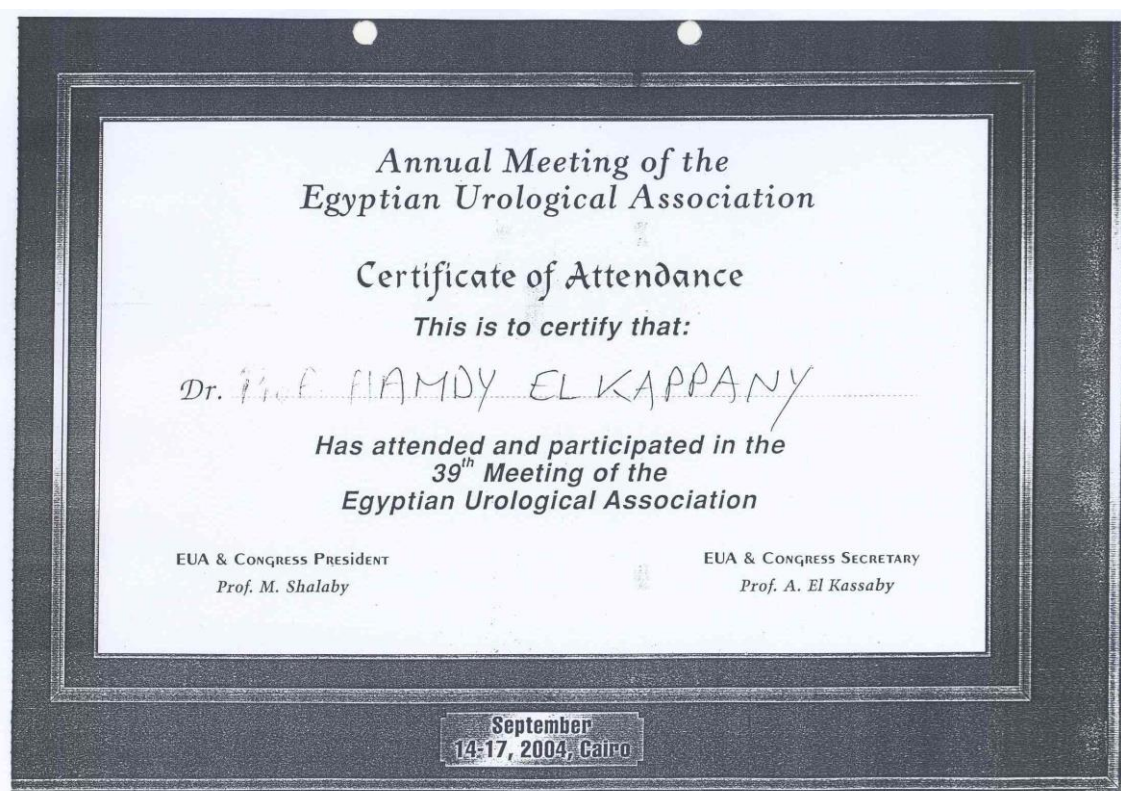 Annual Meeting of the
Egyptian Urological Association
Certificate of Attendance
This is to certify that:
Dr. Prof. HAMDY EL KAPPANY
Has attended and participated in the
39th Meeting of the
Egyptian Urological Association
EUA & Congress President
Prof. M. Shalaby
EUA & Congress Secretary
Prof. A. El Kassaby
September
14-17, 2004, Cairo